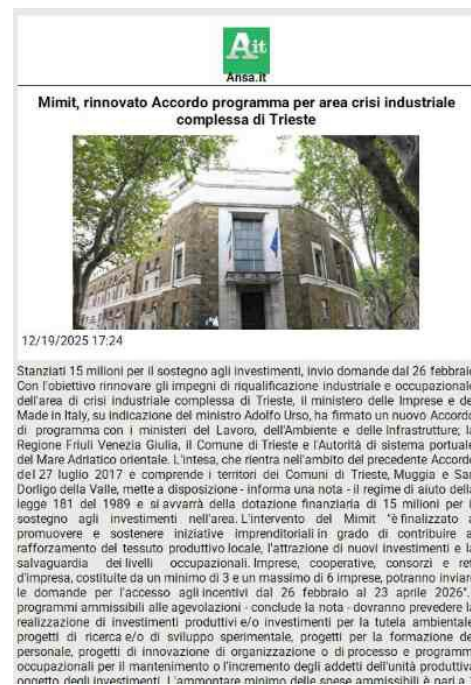 Ait
Ansa.it
Mimit, rinnovato Accordo programma per area crisi industriale
complessa di Trieste
12/19/2025 17:24
Stanziati 15 milioni per il sostegno agli investimenti, invio domande dal 26 febbraio
Con l'obiettivo rinnovare gli impegni di riqualificazione industriale e occupazionale
dell'area di crisi industriale complessa di Trieste, il ministero delle Imprese e de
Made in Italy, su indicazione del ministro Adolfo Urso, ha firmato un nuovo Accordo
di programma con i ministeri del Lavoro, dell'Ambiente e delle Infrastrutture; la
Regione Friuli Venezia Giulia, il Comune di Trieste e l'Autorità di sistema portuale
del Mare Adriatico orientale. L'intesa, che rientra nell'ambito del precedente Accordo
del 27 luglio 2017 e comprende i territori dei Comuni di Trieste, Muggia e San
Dorligo della Valle, mette a disposizione - informa una nota - il regime di aiuto della
legge 181 del 1989 e si avvarrà della dotazione finanziaria di 15 milioni per i
sostegno agli investimenti nell'area. L'intervento del Mimit "è finalizzato a
promuovere e sostenere iniziative imprenditoriali in grado di contribuire a
rafforzamento del tessuto produttivo locale, l'attrazione di nuovi investimenti e la
salvaguardia dei livelli occupazionali. Imprese, cooperative, consorzi e reti
d'impresa, costituite da un minimo di 3 e un massimo di 6 imprese, potranno inviare
le domande per l'accesso agli incentivi dal 26 febbraio al 23 aprile 2026".
programmi ammissibili alle agevolazioni - conclude la nota - dovranno prevedere la
realizzazione di investimenti produttivi e/o investimenti per la tutela ambientale,
progetti di ricerca e/o di sviluppo sperimentale, progetti per la formazione de
personale, progetti di innovazione di organizzazione o di processo e programmi
occupazionali per il mantenimento o l'incremento degli addetti dell'unità produttiva
oggetto degli investimenti. L'ammontare minimo delle spese ammissibili è pari a